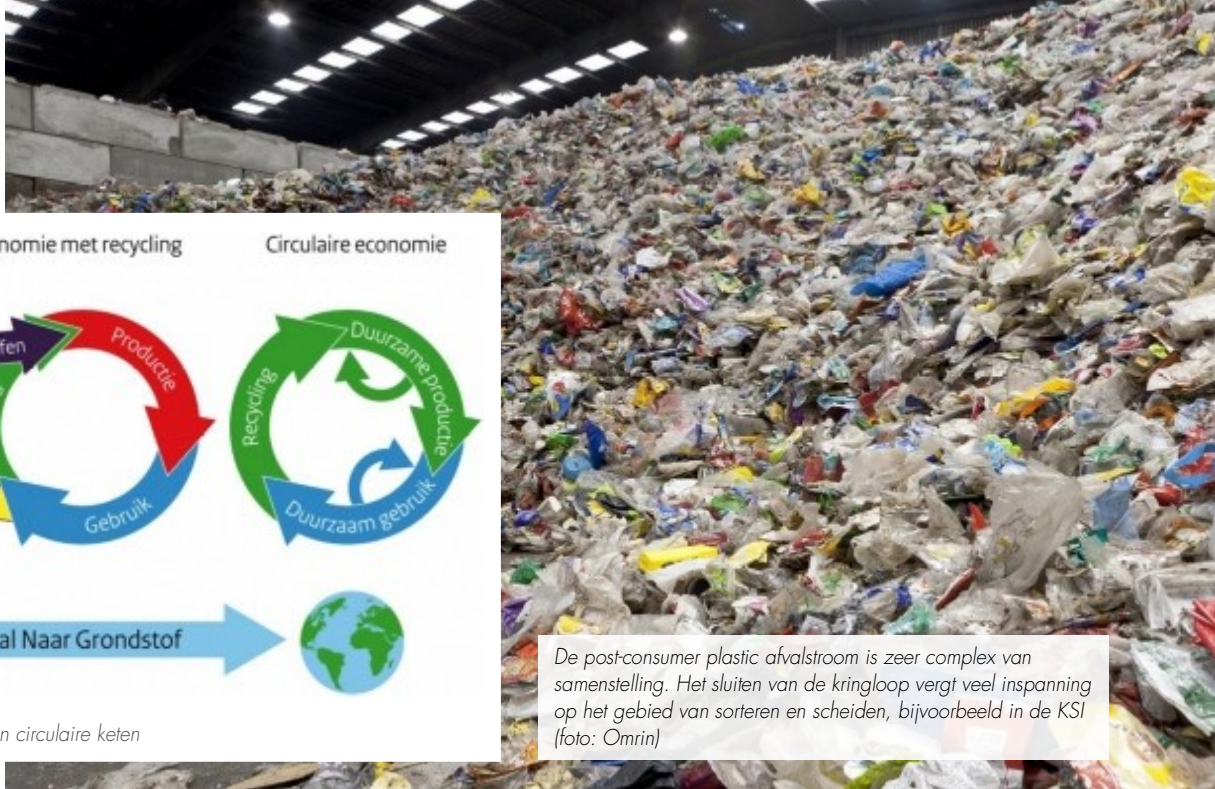 nomie met recycling
Circulaire economie
fen
Productie
Gebruik
Recycling
Duurzame productie
Duurzaam gebruik
al Naar Grondstof
n circulaire keten
De post-consumer plastic afvalstroom is zeer complex van
samenstelling. Het sluiten van de kringloop vergt veel inspanning
op het gebied van sorteren en scheiden, bijvoorbeeld in de KSI
(foto: Omrin)